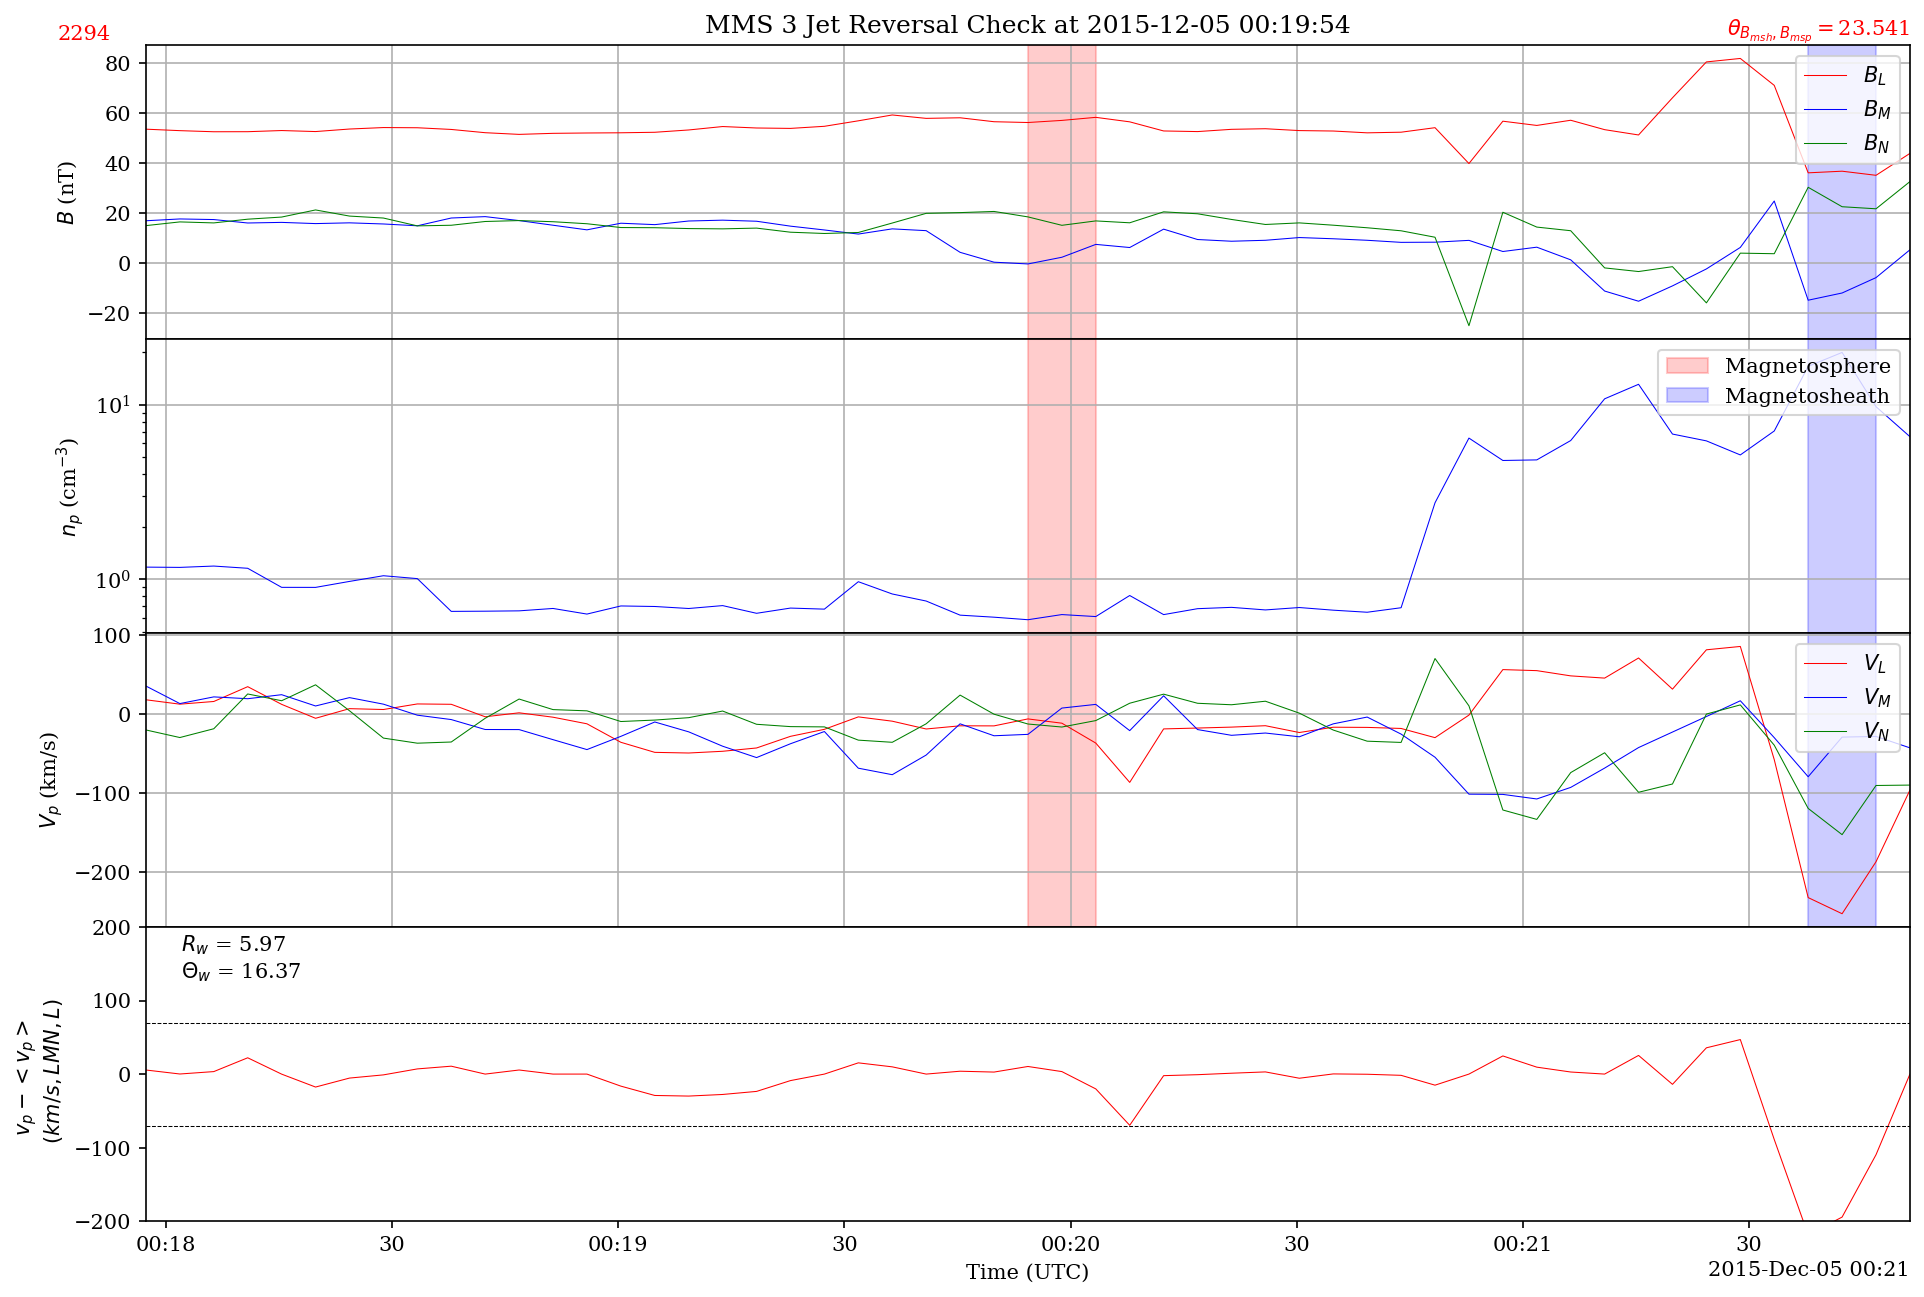 2294
MMS 3 Jet Reversal Check at 2015-12-05 00:19:54
θ_{B_{msh}, B_{msp}} = 23.541
80
60
40
20
0
−20
B (nT)
B_L
B_M
B_N
10^1
10^0
n_p (cm^{−3})
Magnetosphere
Magnetosheath
100
0
−100
−200
V_p (km/s)
V_L
V_M
V_N
200
100
0
−100
−200
v_p − < v_p >
(km/s, LMN, L)
R_w = 5.97
Θ_w = 16.37
00:18 30 00:19 30 00:20 30 00:21 30
Time (UTC)
2015-Dec-05 00:21